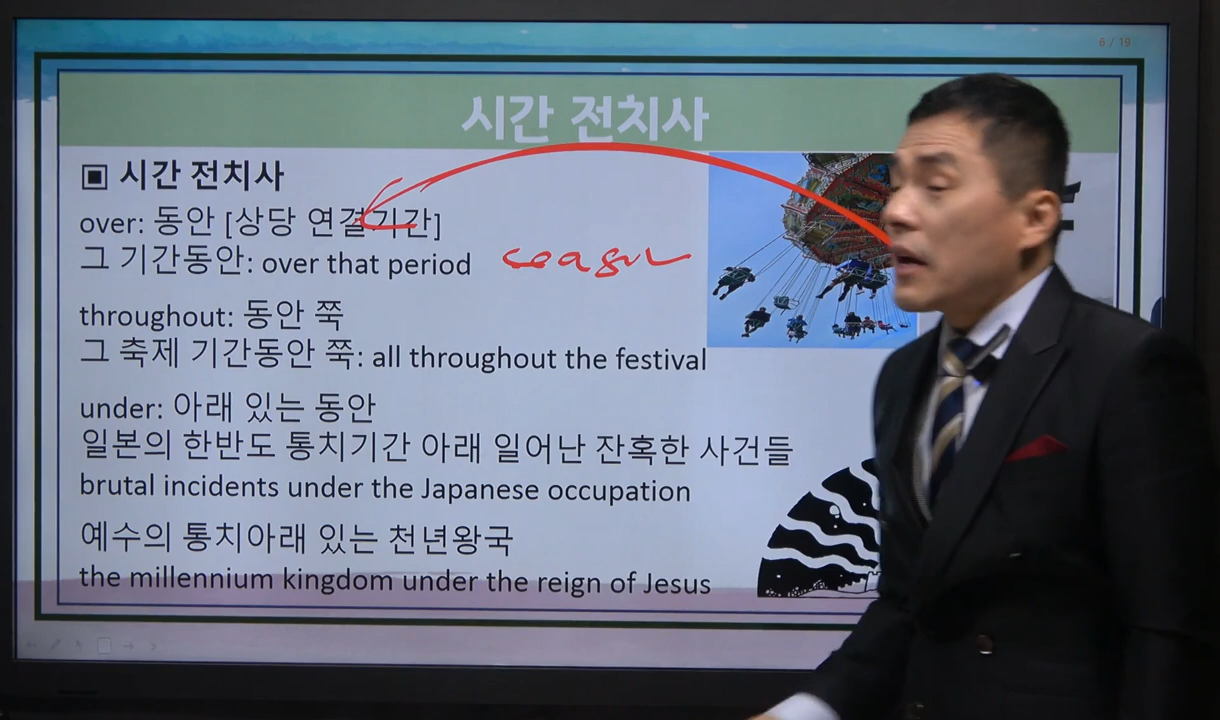 6 / 19
시간 전치사
▣ 시간 전치사
over: 동안 [상당 연결기간]
그 기간동안: over that period
throughout: 동안 쭉
그 축제 기간동안 쭉: all throughout the festival
under: 아래 있는 동안
일본의 한반도 통치기간 아래 일어난 잔혹한 사건들
brutal incidents under the Japanese occupation
예수의 통치아래 있는 천년왕국
the millennium kingdom under the reign of Jesus